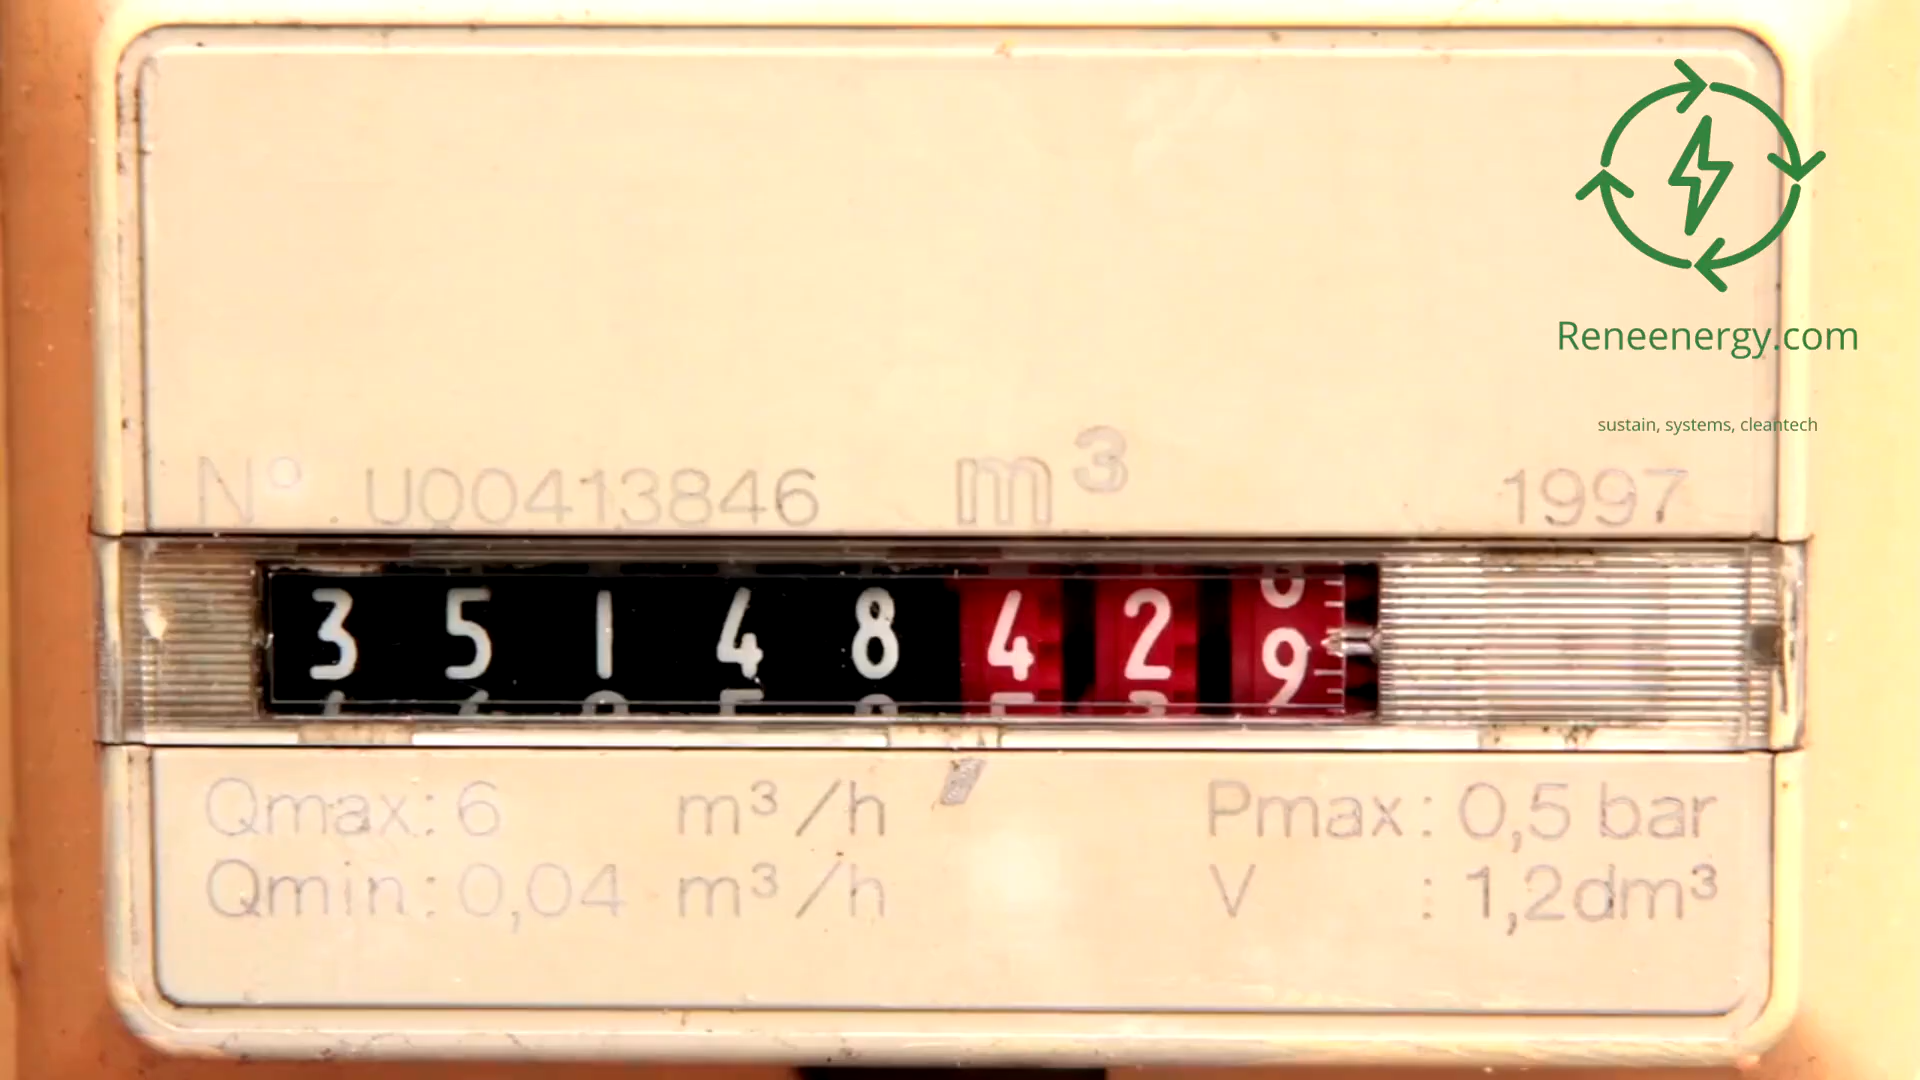 Reneenergy.com
sustain, systems, cleantech
N° U00413846 m³ 1997
3 5 1 4 8 4 2 9
Qmax: 6 m³/h Pmax: 0,5 bar
Qmin: 0,04 m³/h V : 1,2dm³